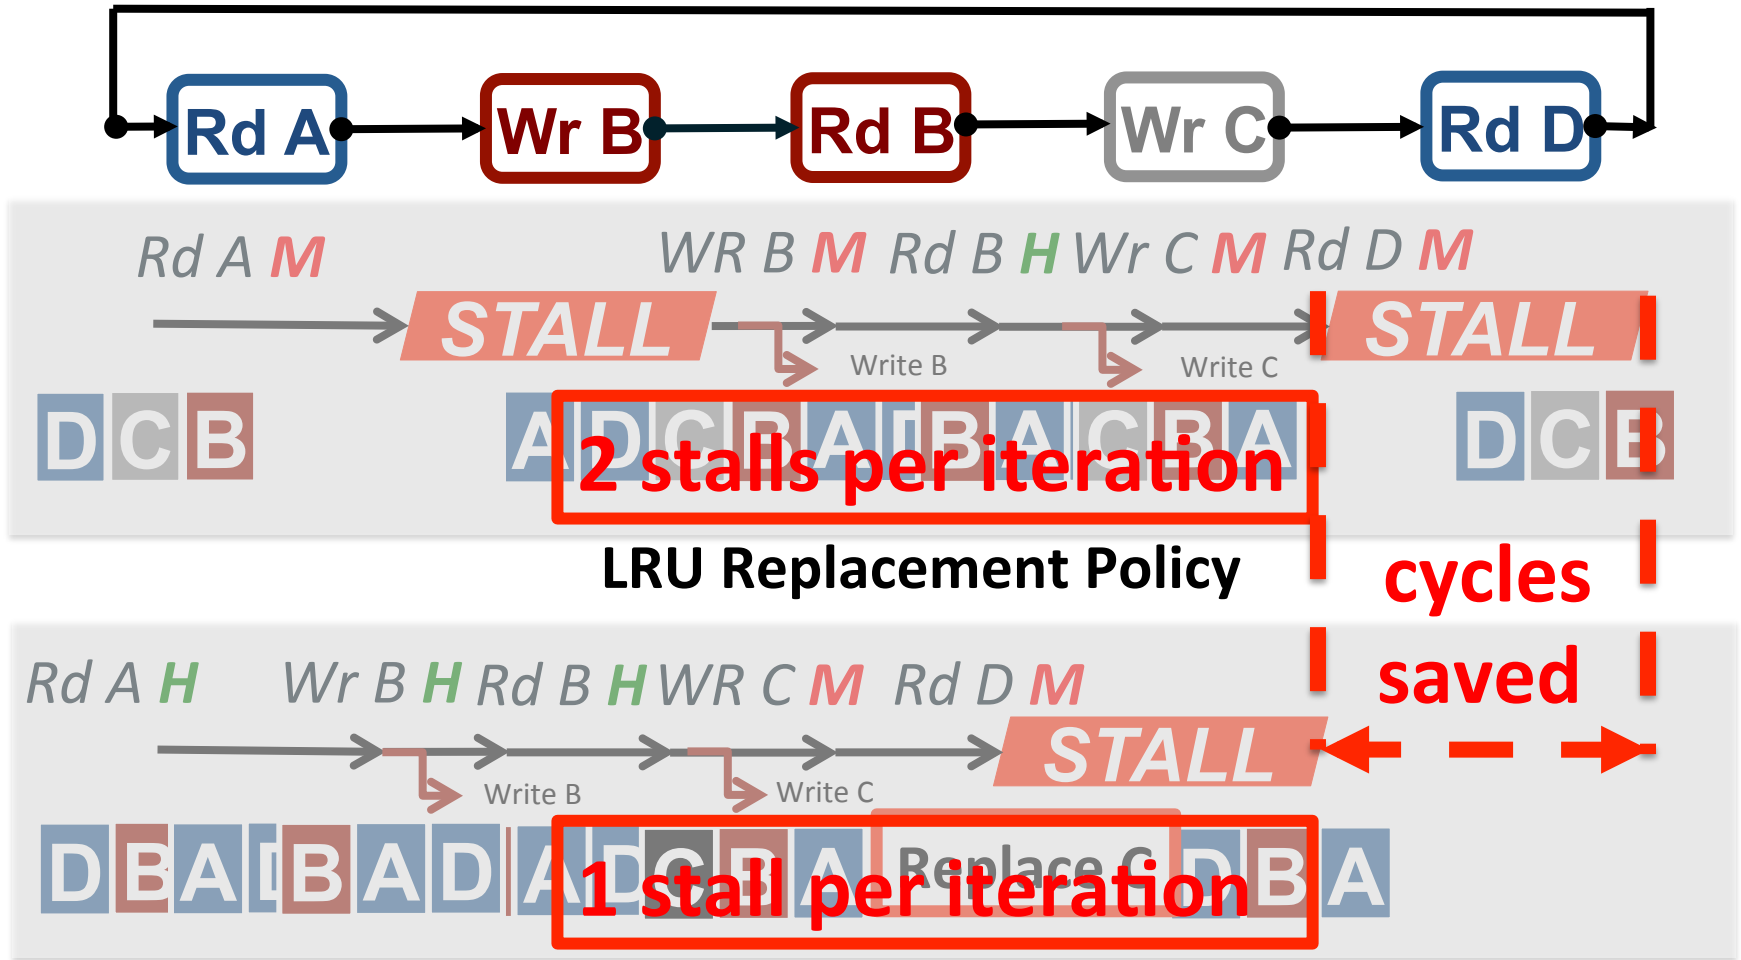 Rd A Wr B Rd B Wr C Rd D
Rd A M WR B M Rd B H Wr C M Rd D M
STALL STALL
Write B Write C
D C B A D C B A D B A C B A D C B
2 stalls per iteration
LRU Replacement Policy
cycles
saved
Rd A H Wr B H Rd B H WR C M Rd D M
STALL
Write B Write C
D B A D B A D A D C B A Replace C D B A
1 stall per iteration